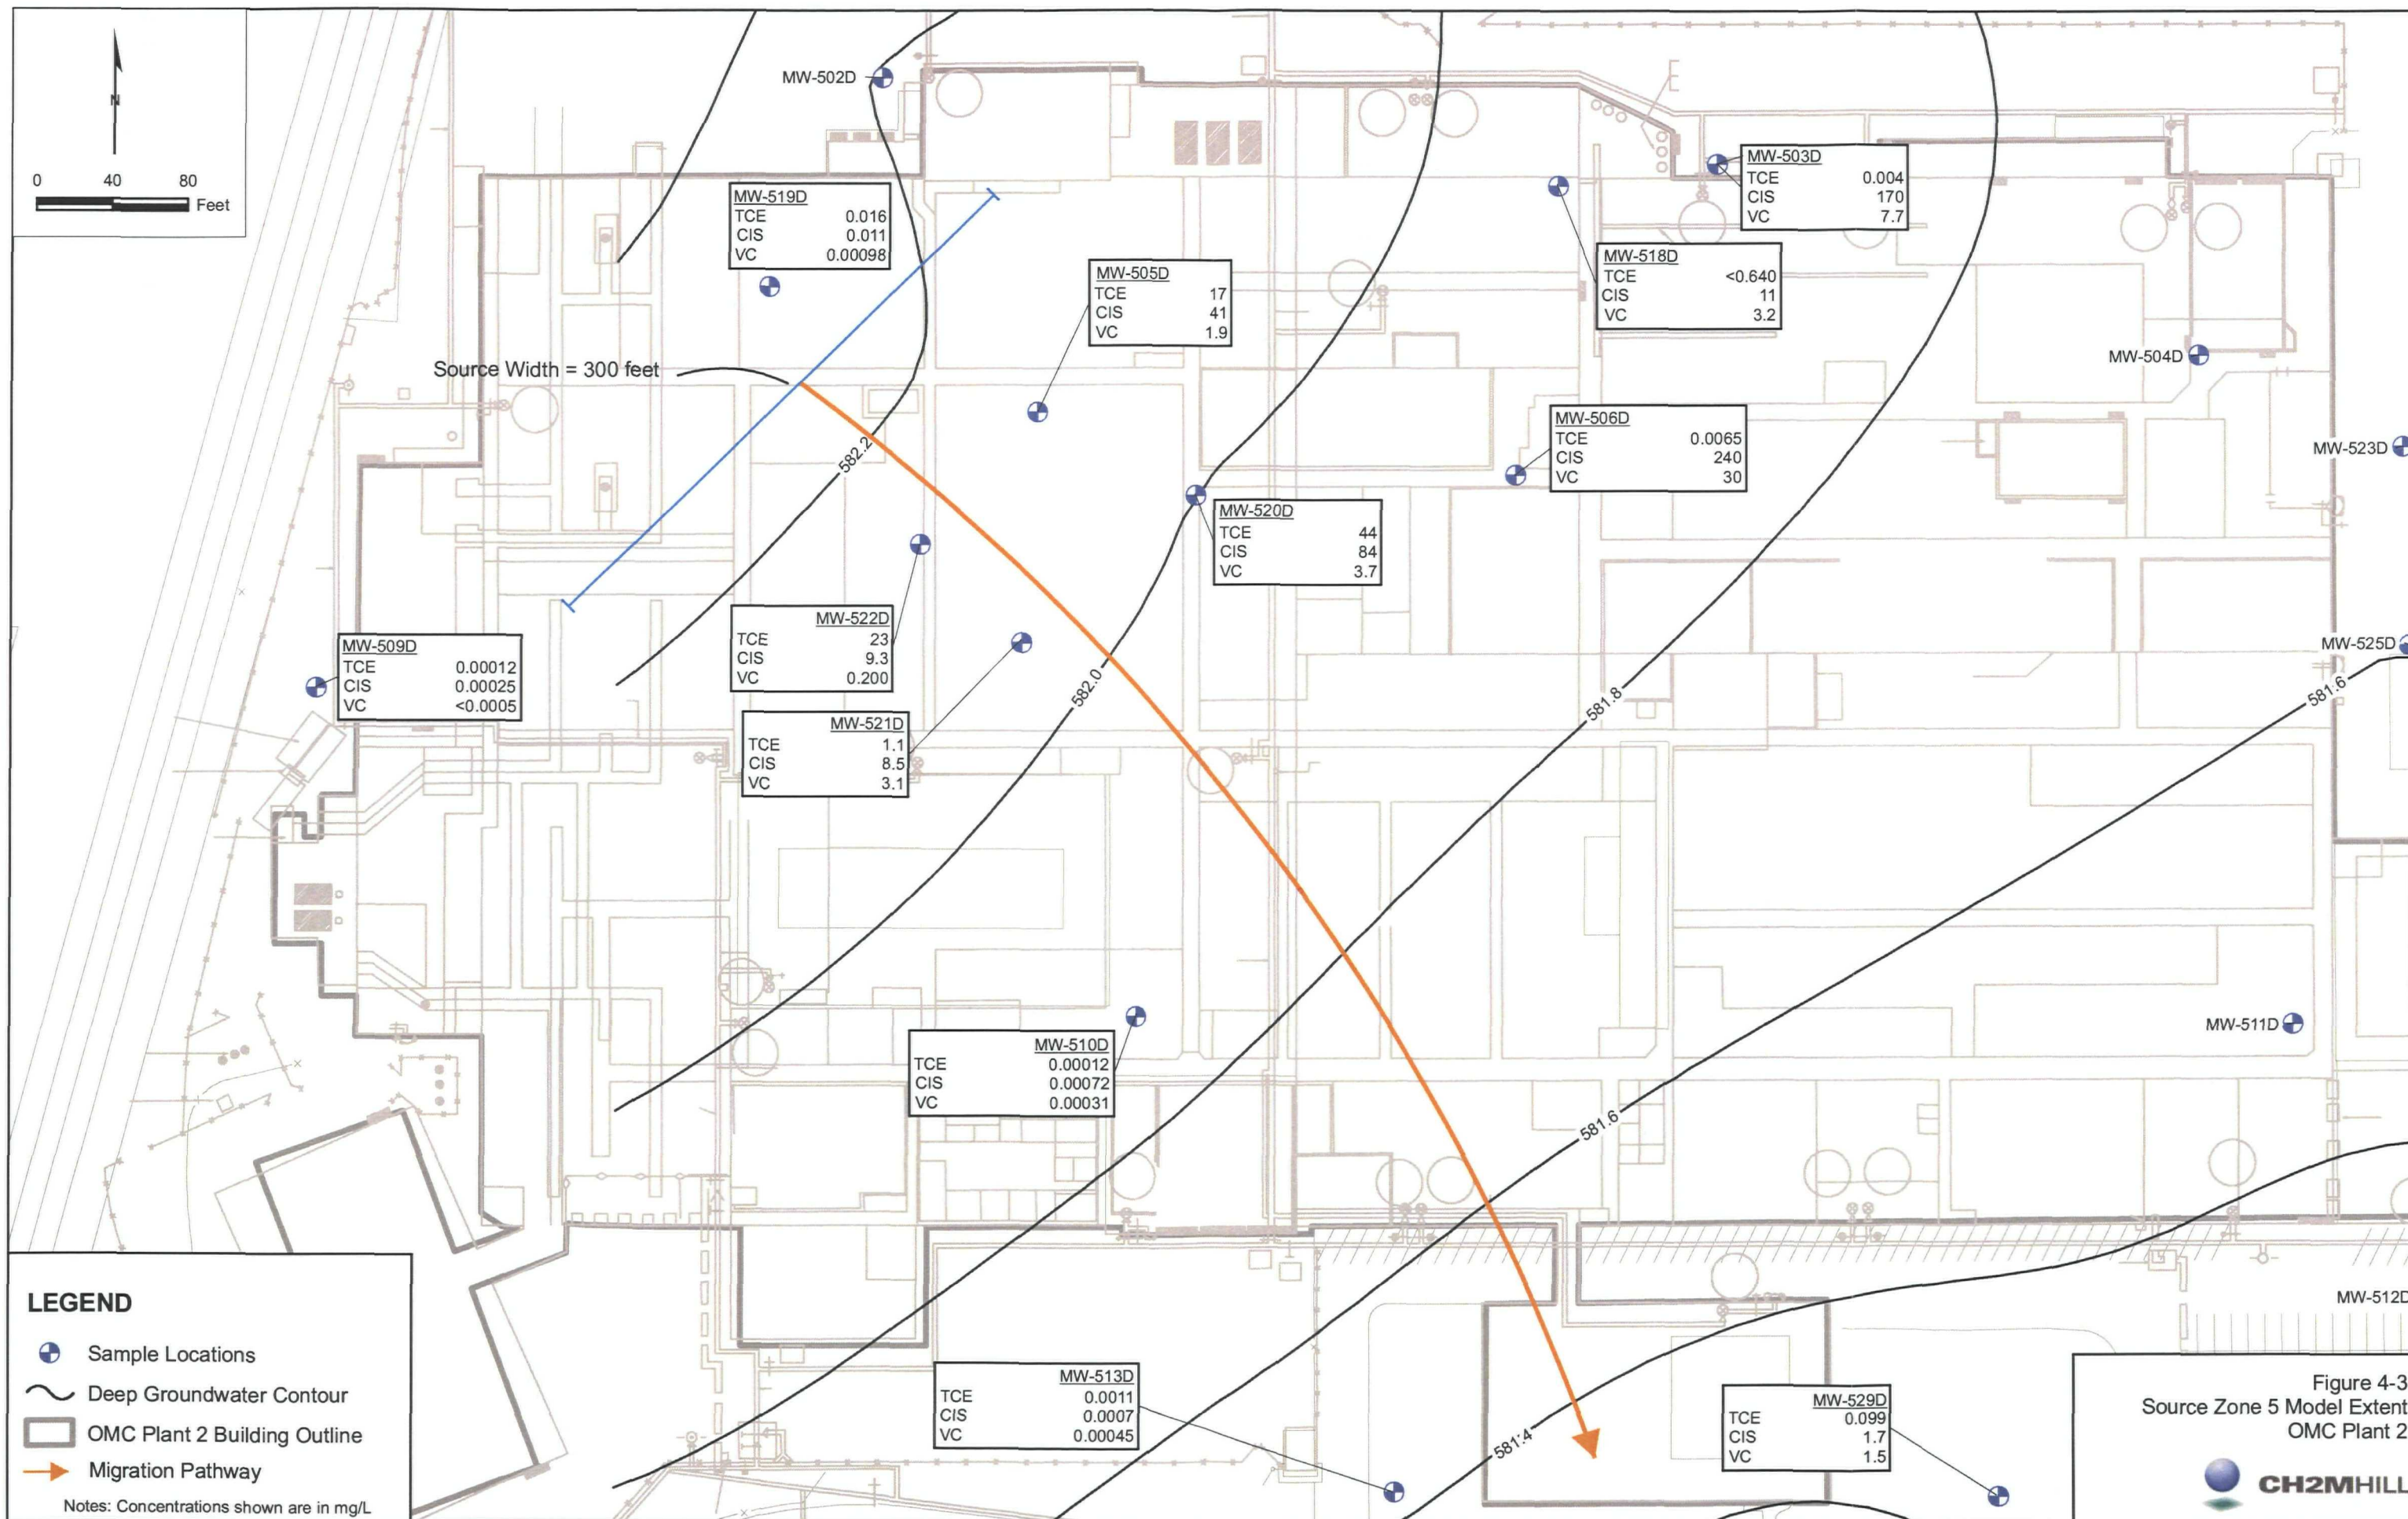 N
0 40 80
Feet
MW-502D
MW-519D
TCE 0.016
CIS 0.011
VC 0.00098
MW-505D
TCE 17
CIS 41
VC 1.9
MW-503D
TCE 0.004
CIS 170
VC 7.7
MW-518D
TCE <0.640
CIS 11
VC 3.2
MW-504D
Source Width = 300 feet
582.2
MW-506D
TCE 0.0065
CIS 240
VC 30
MW-523D
MW-520D
TCE 44
CIS 84
VC 3.7
MW-509D
TCE 0.00012
CIS 0.00025
VC <0.0005
MW-522D
TCE 23
CIS 9.3
VC 0.200
582.0
581.8
MW-525D
581.6
MW-521D
TCE 1.1
CIS 8.5
VC 3.1
MW-510D
TCE 0.00012
CIS 0.00072
VC 0.00031
MW-511D
581.6
MW-512D
MW-513D
TCE 0.0011
CIS 0.0007
VC 0.00045
581.4
MW-529D
TCE 0.099
CIS 1.7
VC 1.5
LEGEND
Sample Locations
Deep Groundwater Contour
OMC Plant 2 Building Outline
Migration Pathway
Notes: Concentrations shown are in mg/L
Figure 4-3
Source Zone 5 Model Extent
OMC Plant 2
CH2MHILL